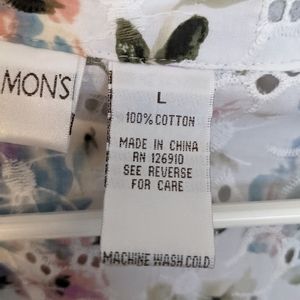 MON'S
L
100% COTTON
MADE IN CHINA
RN 126910
SEE REVERSE
FOR CARE
MACHINE WASH COLD